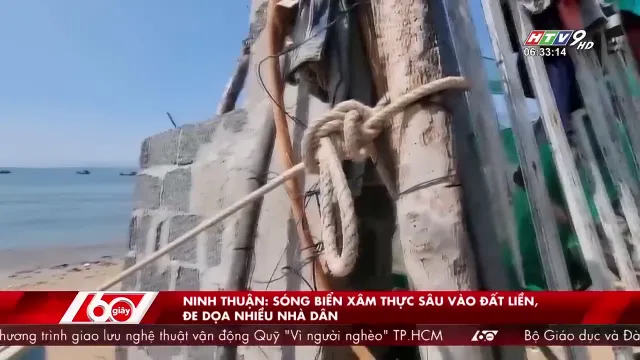 HTV9 HD
06:33:14
60 giây
NINH THUẬN: SÓNG BIỂN XÂM THỰC SÂU VÀO ĐẤT LIỀN,
ĐE DỌA NHIỀU NHÀ DÂN
hương trình giao lưu nghệ thuật vận động Quỹ "Vì người nghèo" TP.HCM 60 Bộ Giáo dục và Đà